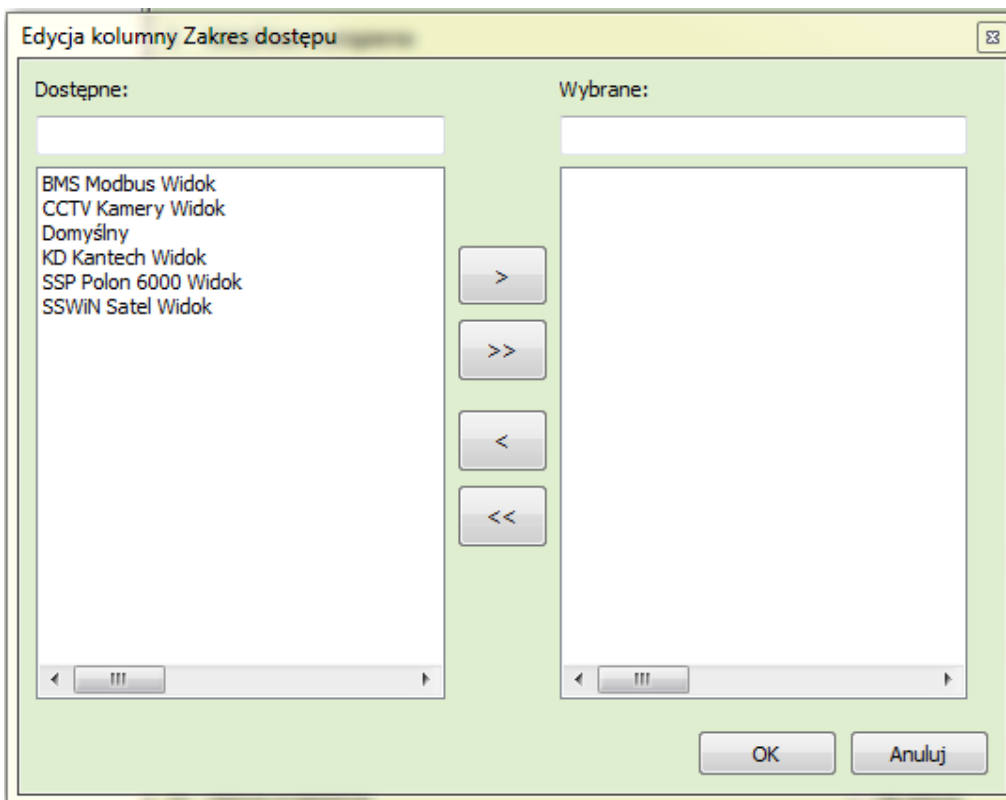 Edycja kolumny Zakres dostępu
Dostępne:
Wybrane:
BMS Modbus Widok
CCTV Kamery Widok
Domyślny
KD Kantech Widok
SSP Polon 6000 Widok
SSWiN Satel Widok
>
>>
<
<<
OK
Anuluj